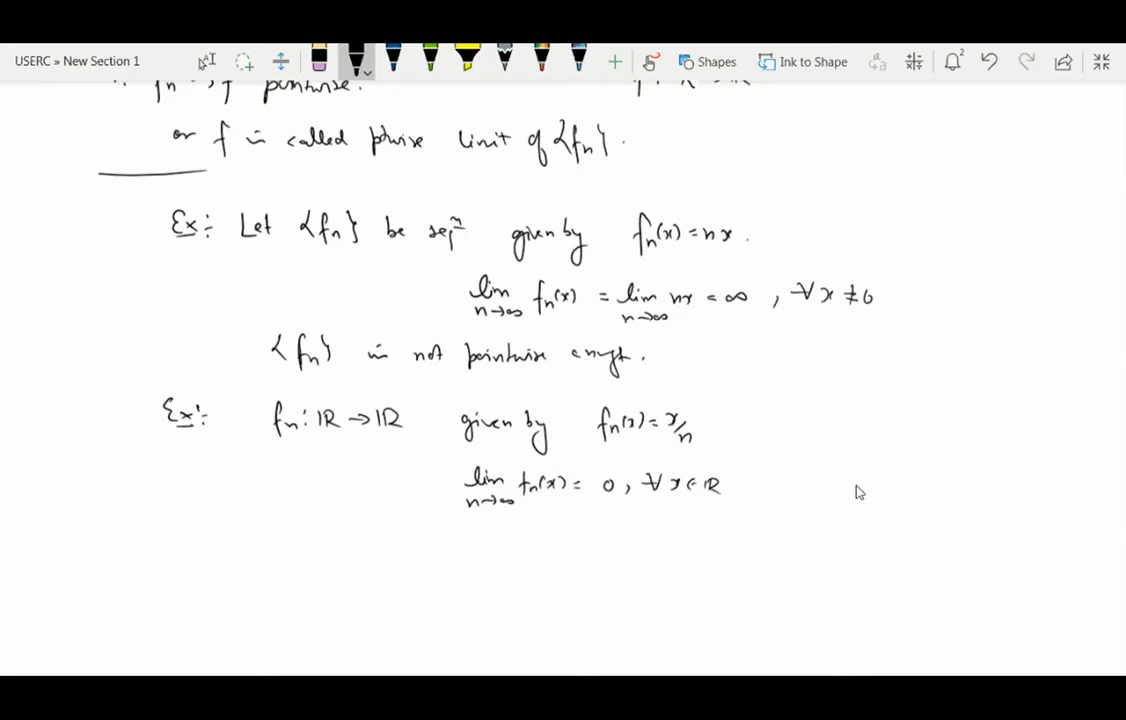 USERC » New Section 1 Shapes Ink to Shape 2
pointwise.
or f is called ptwise limit of <fn}.
Ex:- Let <fn} be seqn given by fn(x) = nx.
lim n→∞ fn(x) = lim n→∞ nx = ∞, ∀ x ≠ 0
<fn} is not pointwise cnvgt.
Ex:- fn : ℝ → ℝ given by fn(x) = x/n
lim n→∞ fn(x) = 0, ∀ x ∈ ℝ